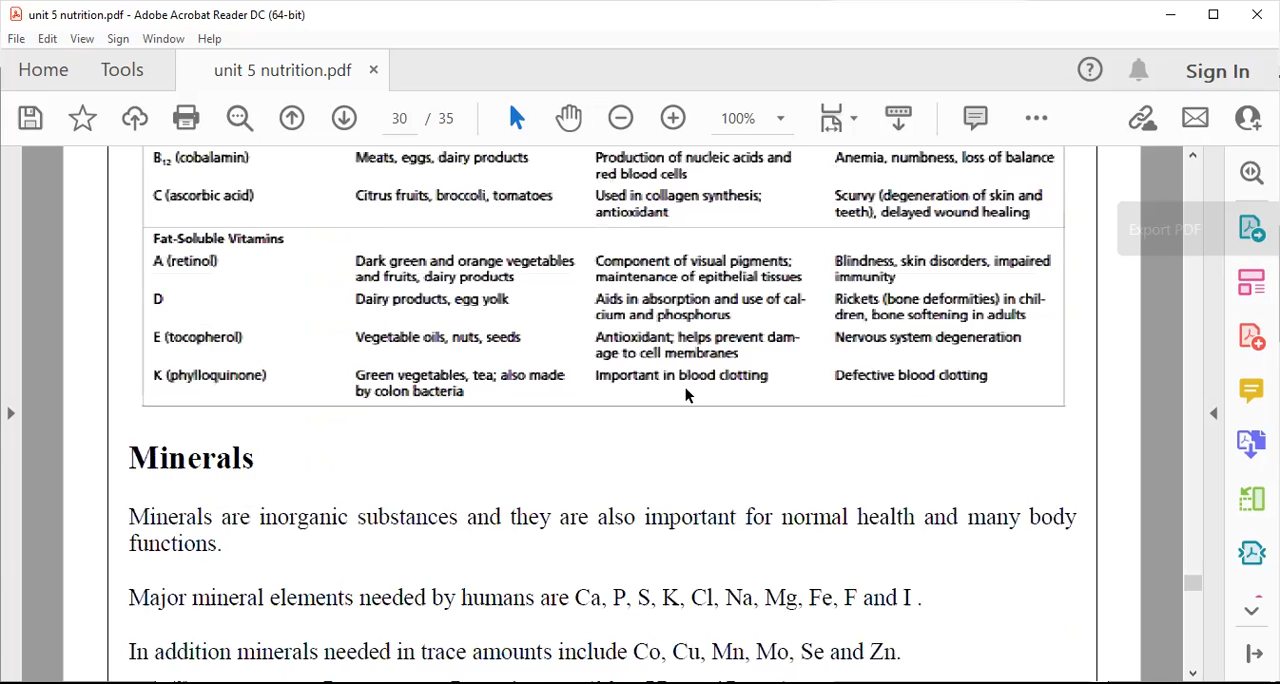 unit 5 nutrition.pdf - Adobe Acrobat Reader DC (64-bit)
File Edit View Sign Window Help
Home Tools unit 5 nutrition.pdf × Sign In
30 / 35 100%
B12 (cobalamin) Meats, eggs, dairy products Production of nucleic acids and Anemia, numbness, loss of balance
red blood cells
C (ascorbic acid) Citrus fruits, broccoli, tomatoes Used in collagen synthesis; Scurvy (degeneration of skin and
antioxidant teeth), delayed wound healing
Export PDF
Fat-Soluble Vitamins
A (retinol) Dark green and orange vegetables Component of visual pigments; Blindness, skin disorders, impaired
and fruits, dairy products maintenance of epithelial tissues immunity
D Dairy products, egg yolk Aids in absorption and use of cal- Rickets (bone deformities) in chil-
cium and phosphorus dren, bone softening in adults
E (tocopherol) Vegetable oils, nuts, seeds Antioxidant; helps prevent dam- Nervous system degeneration
age to cell membranes
K (phylloquinone) Green vegetables, tea; also made Important in blood clotting Defective blood clotting
by colon bacteria
Minerals
Minerals are inorganic substances and they are also important for normal health and many body
functions.
Major mineral elements needed by humans are Ca, P, S, K, Cl, Na, Mg, Fe, F and I .
In addition minerals needed in trace amounts include Co, Cu, Mn, Mo, Se and Zn.